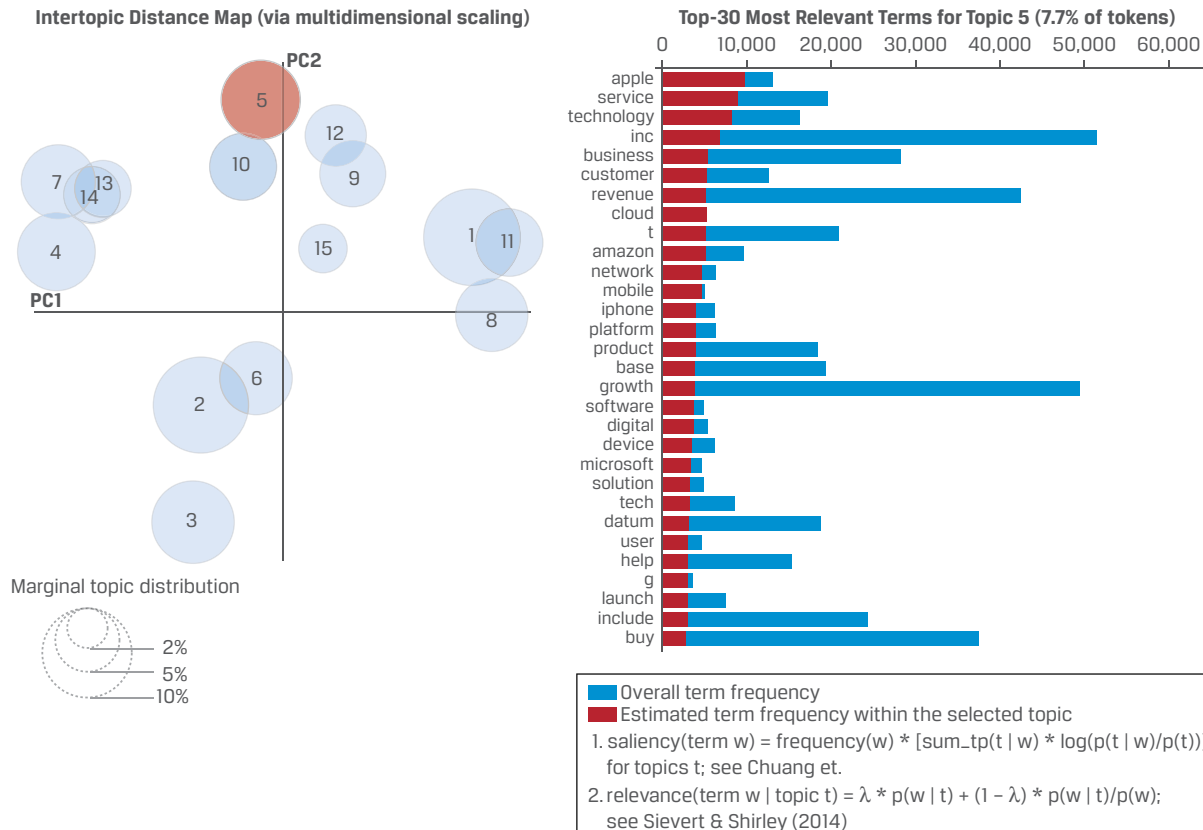 Intertopic Distance Map (via multidimensional scaling)
PC2
5
12
10
9
7
13
14
15
1
11
4
PC1
8
6
2
3
Marginal topic distribution
2%
5%
10%
Top-30 Most Relevant Terms for Topic 5 (7.7% of tokens)
0 10,000 20,000 30,000 40,000 50,000 60,000
apple
service
technology
inc
business
customer
revenue
cloud
t
amazon
network
mobile
iphone
platform
product
base
growth
software
digital
device
microsoft
solution
tech
datum
user
help
g
launch
include
buy
Overall term frequency
Estimated term frequency within the selected topic
1. saliency(term w) = frequency(w) * [sum_tp(t | w) * log(p(t | w)/p(t))]
for topics t; see Chuang et.
2. relevance(term w | topic t) = λ * p(w | t) + (1 – λ) * p(w | t)/p(w);
see Sievert & Shirley (2014)